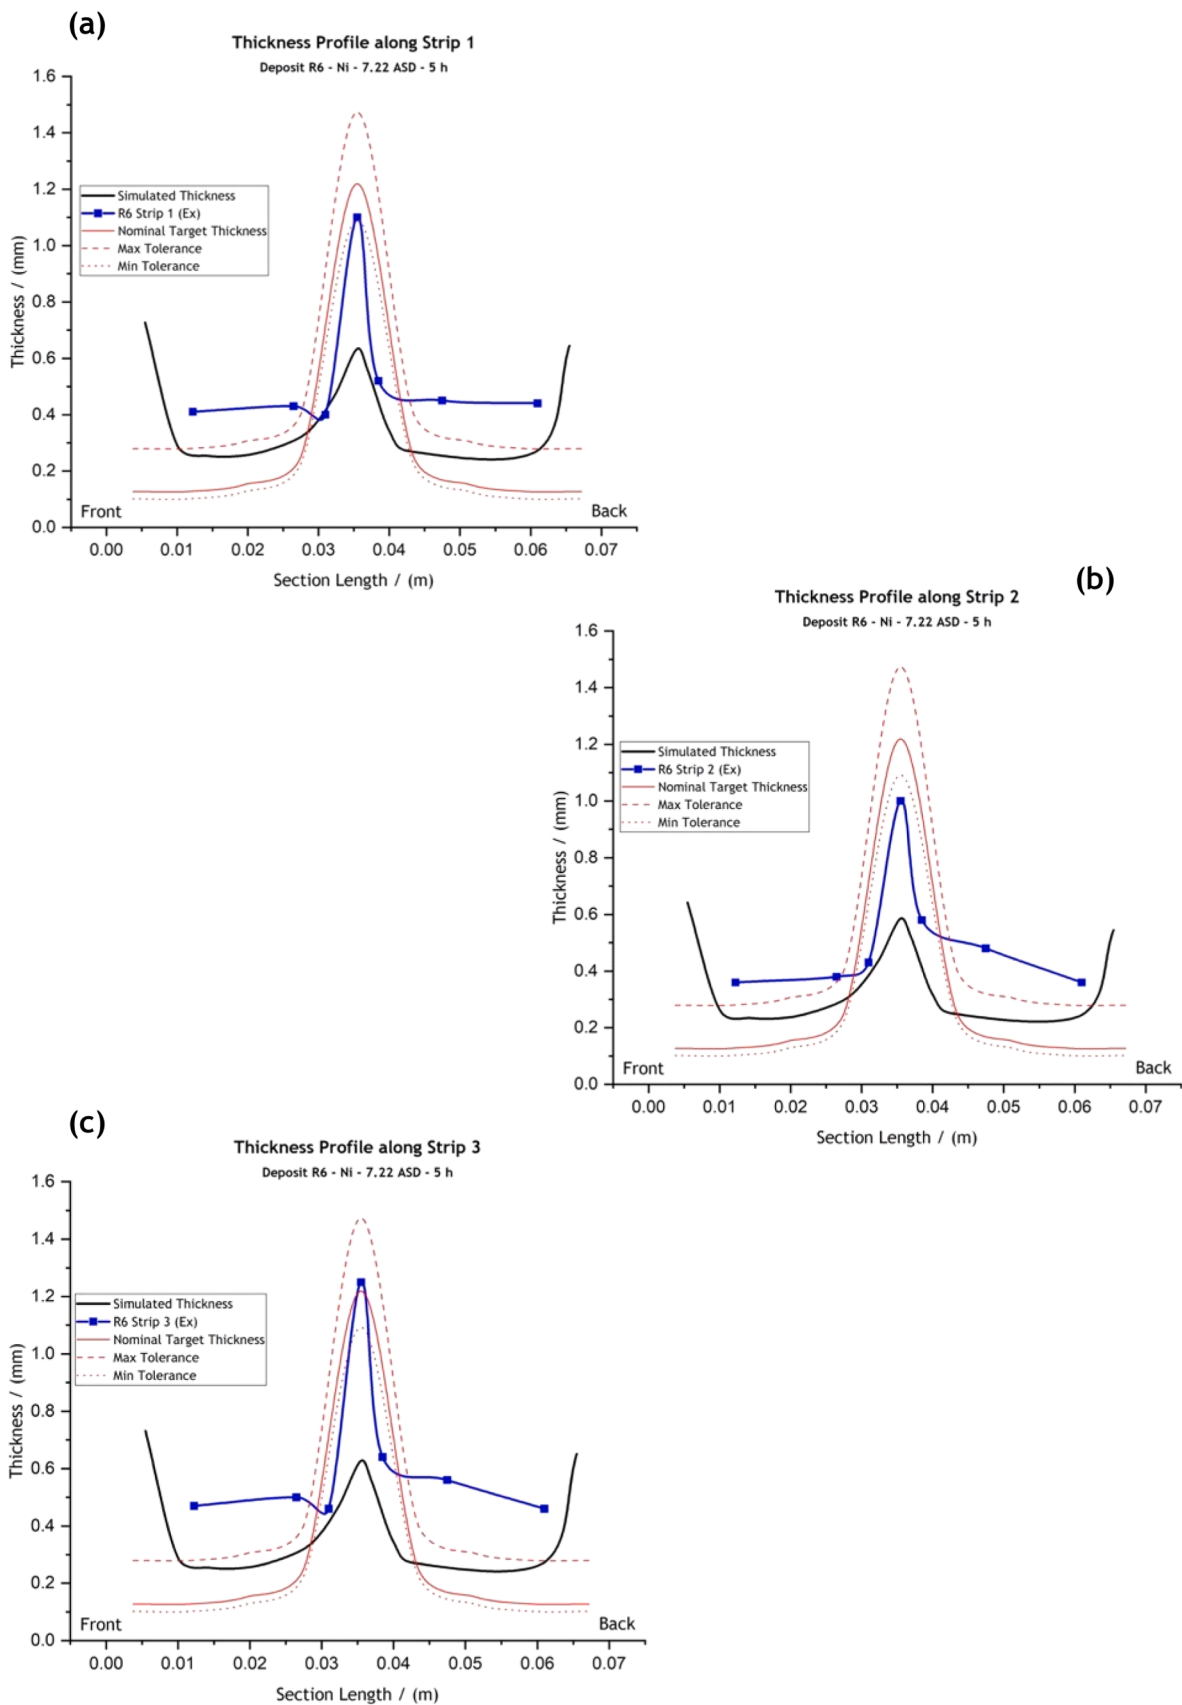 (a)
Thickness Profile along Strip 1
Deposit R6 - Ni - 7.22 ASD - 5 h
1.6
1.4
1.2
1.0
0.8
0.6
0.4
0.2
0.0
Thickness / (mm)
Simulated Thickness
R6 Strip 1 (Ex)
Nominal Target Thickness
Max Tolerance
Min Tolerance
Front
Back
0.00 0.01 0.02 0.03 0.04 0.05 0.06 0.07
Section Length / (m)
(b)
Thickness Profile along Strip 2
Deposit R6 - Ni - 7.22 ASD - 5 h
1.6
1.4
1.2
1.0
0.8
0.6
0.4
0.2
0.0
Thickness / (mm)
Simulated Thickness
R6 Strip 2 (Ex)
Nominal Target Thickness
Max Tolerance
Min Tolerance
Front
Back
0.00 0.01 0.02 0.03 0.04 0.05 0.06 0.07
Section Length / (m)
(c)
Thickness Profile along Strip 3
Deposit R6 - Ni - 7.22 ASD - 5 h
1.6
1.4
1.2
1.0
0.8
0.6
0.4
0.2
0.0
Thickness / (mm)
Simulated Thickness
R6 Strip 3 (Ex)
Nominal Target Thickness
Max Tolerance
Min Tolerance
Front
Back
0.00 0.01 0.02 0.03 0.04 0.05 0.06 0.07
Section Length / (m)